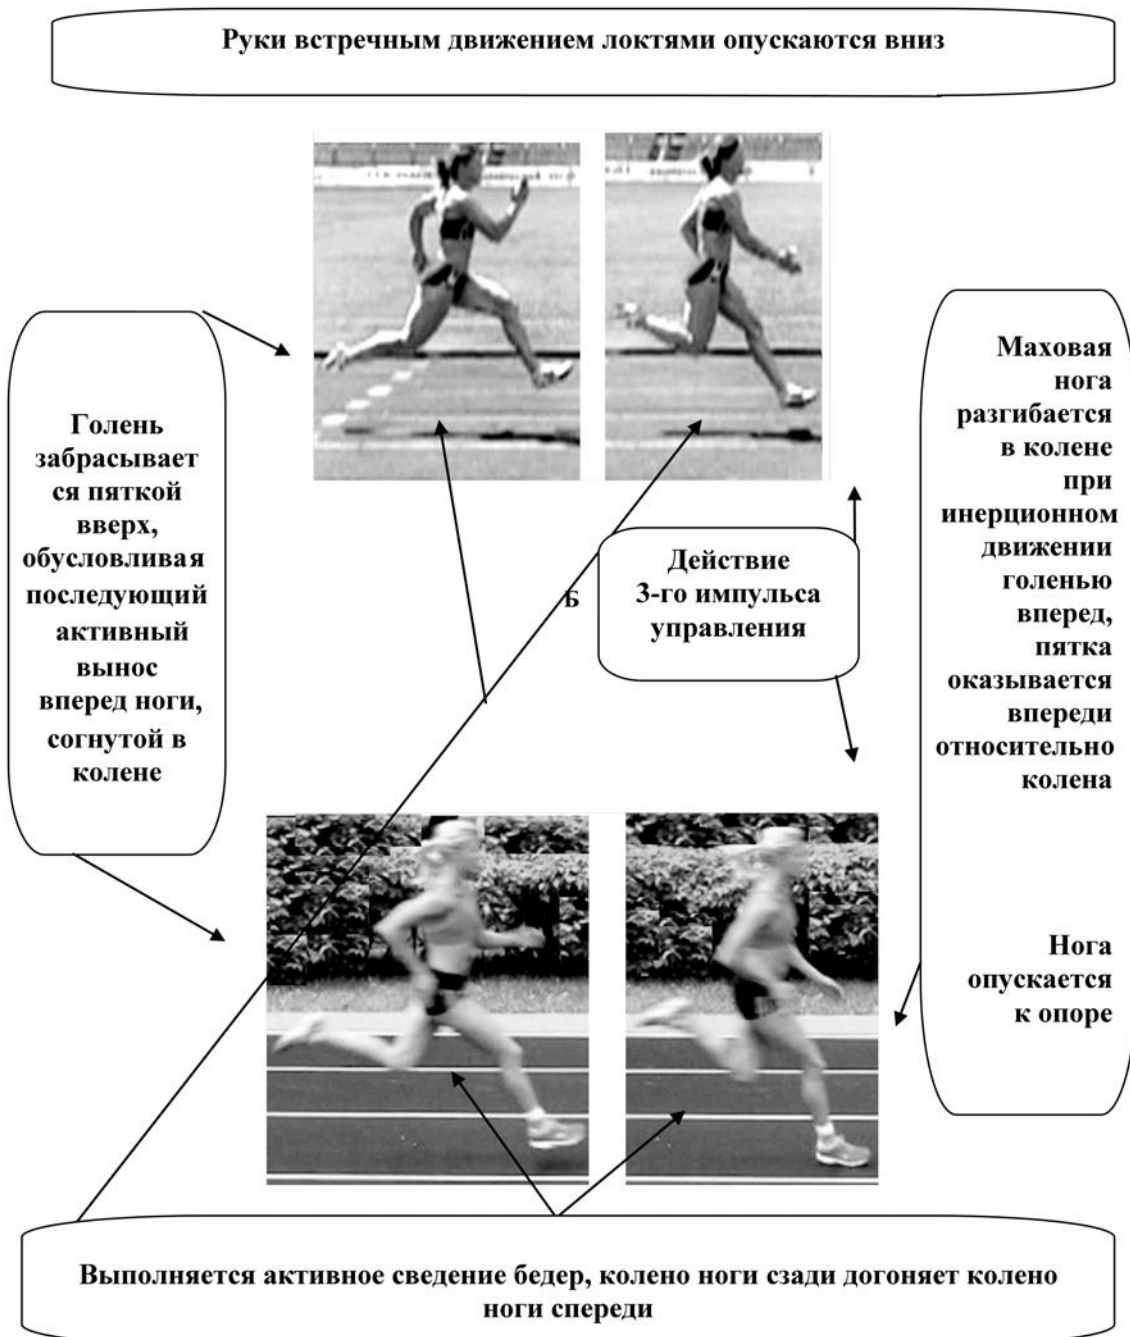 Руки встречным движением локтями опускаются вниз
Голень
забрасывает
ся пяткой
вверх,
обусловливая
последующий
активный
вынос
вперед ноги,
согнутой в
колене
Б
Действие
3-го импульса
управления
Маховая
нога
разгибается
в колене
при
инерционном
движении
голенью
вперед,
пятка
оказывается
впереди
относительно
колена
Нога
опускается
к опоре
Выполняется активное сведение бедер, колено ноги сзади догоняет колено
ноги спереди